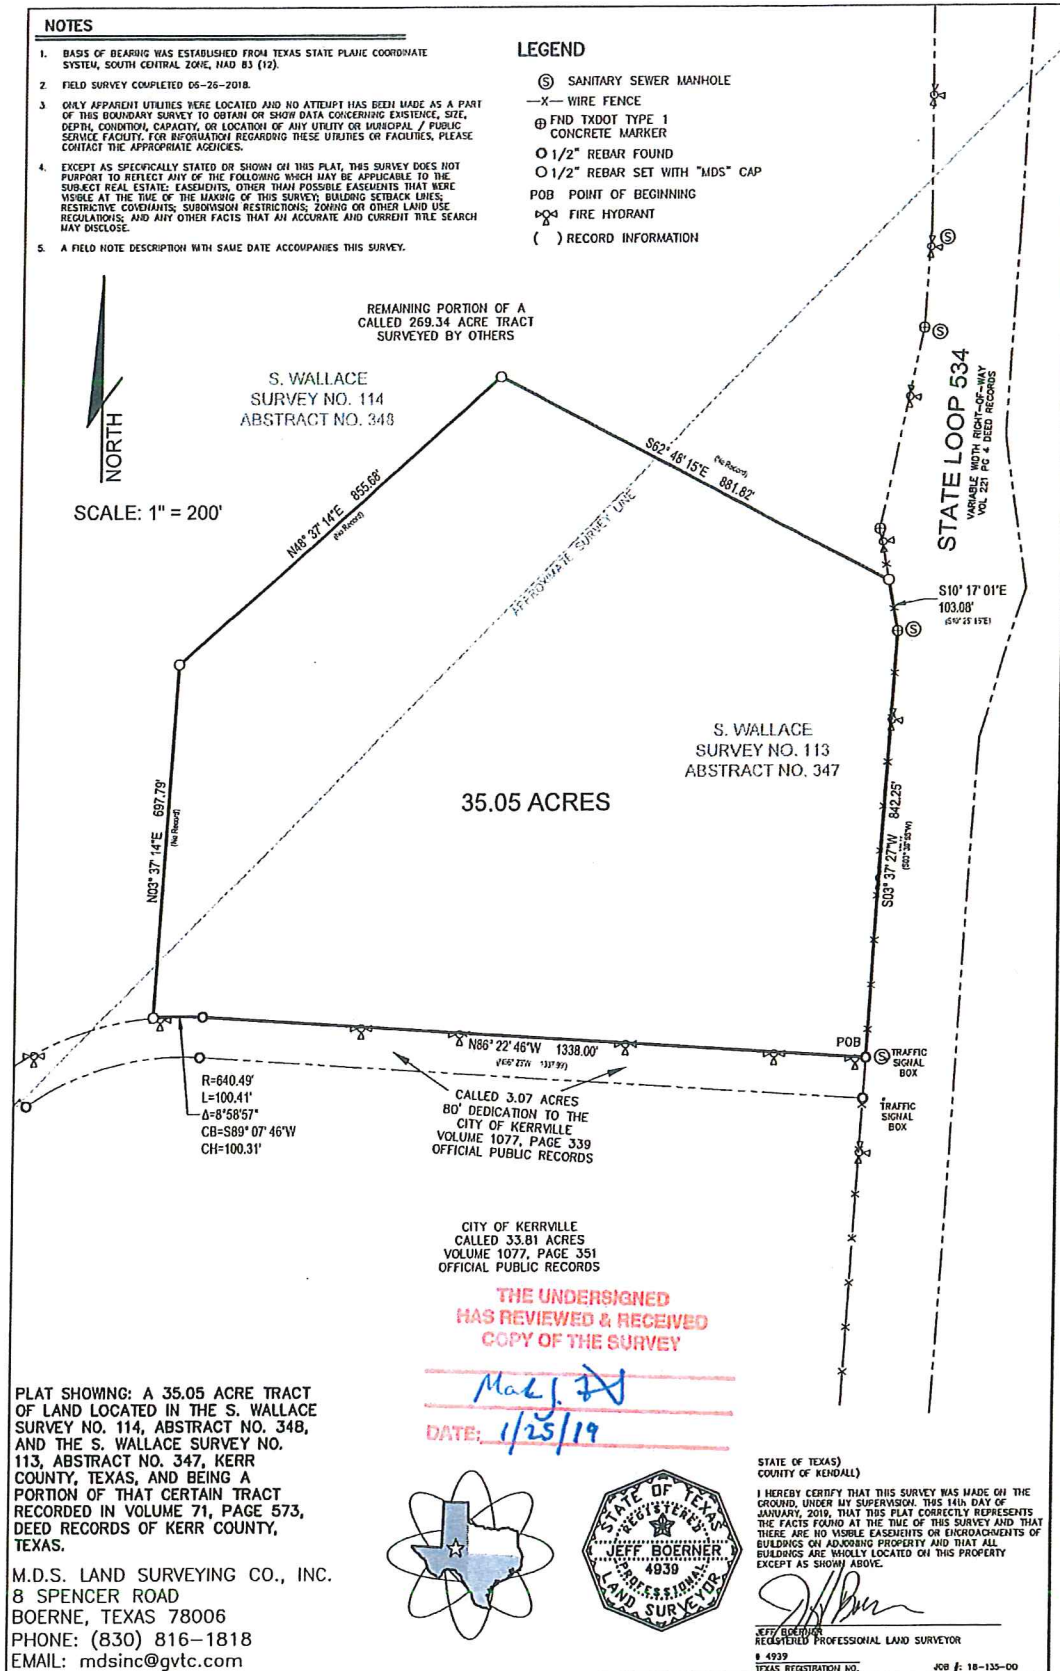 NOTES
1. BASIS OF BEARING WAS ESTABLISHED FROM TEXAS STATE PLANE COORDINATE
SYSTEM, SOUTH CENTRAL ZONE, NAD 83 (12).
2 FIELD SURVEY COMPLETED 06-26-2018.
3 ONLY APPARENT UTILITIES WERE LOCATED AND NO ATTEMPT HAS BEEN MADE AS A PART
OF THIS BOUNDARY SURVEY TO OBTAIN OR SHOW DATA CONCERNING EXISTENCE, SIZE,
DEPTH, CONDITION, CAPACITY, OR LOCATION OF ANY UTILITY OR MUNICIPAL / PUBLIC
SERVICE FACILITY. FOR INFORMATION REGARDING THESE UTILITIES OR FACILITIES, PLEASE
CONTACT THE APPROPRIATE AGENCIES.
4. EXCEPT AS SPECIFICALLY STATED OR SHOWN ON THIS PLAT, THIS SURVEY DOES NOT
PURPORT TO REFLECT ANY OF THE FOLLOWING WHICH MAY BE APPLICABLE TO THE
SUBJECT REAL ESTATE: EASEMENTS, OTHER THAN POSSIBLE EASEMENTS THAT WERE
VISIBLE AT THE TIME OF THE MAKING OF THIS SURVEY; BUILDING SETBACK LINES;
RESTRICTIVE COVENANTS; SUBDIVISION RESTRICTIONS; ZONING OR OTHER LAND USE
REGULATIONS; AND ANY OTHER FACTS THAT AN ACCURATE AND CURRENT TITLE SEARCH
MAY DISCLOSE.
5. A FIELD NOTE DESCRIPTION WITH SAME DATE ACCOMPANIES THIS SURVEY.
LEGEND
S SANITARY SEWER MANHOLE
—X— WIRE FENCE
FND TXDOT TYPE 1
CONCRETE MARKER
1/2" REBAR FOUND
1/2" REBAR SET WITH "MDS" CAP
POB POINT OF BEGINNING
FIRE HYDRANT
( ) RECORD INFORMATION
S
S
STATE LOOP 534
VARIABLE WIDTH RIGHT-OF-WAY
VOL 221 PG 4 DEED RECORDS
NORTH
SCALE: 1" = 200'
REMAINING PORTION OF A
CALLED 269.34 ACRE TRACT
SURVEYED BY OTHERS
S. WALLACE
SURVEY NO. 114
ABSTRACT NO. 348
N48° 37' 14"E 855.68'
(No Record)
S62° 48' 15"E 881.82'
(No Record)
APPROXIMATE SURVEY LINE
S10° 17' 01"E
103.08'
(S10° 25' 15"E)
S
S. WALLACE
SURVEY NO. 113
ABSTRACT NO. 347
35.05 ACRES
N03° 37' 14"E 697.79'
(No Record)
S03° 37' 27"W 842.25'
POB
S TRAFFIC
SIGNAL
BOX
TRAFFIC
SIGNAL
BOX
N86° 22' 46"W 1338.00'
R=640.49'
L=100.41'
Δ=8°58'57"
CB=S89° 07' 46"W
CH=100.31'
CALLED 3.07 ACRES
80' DEDICATION TO THE
CITY OF KERRVILLE
VOLUME 1077, PAGE 339
OFFICIAL PUBLIC RECORDS
CITY OF KERRVILLE
CALLED 33.81 ACRES
VOLUME 1077, PAGE 351
OFFICIAL PUBLIC RECORDS
THE UNDERSIGNED
HAS REVIEWED & RECEIVED
COPY OF THE SURVEY
Mark J.
DATE: 1/25/19
PLAT SHOWING: A 35.05 ACRE TRACT
OF LAND LOCATED IN THE S. WALLACE
SURVEY NO. 114, ABSTRACT NO. 348,
AND THE S. WALLACE SURVEY NO.
113, ABSTRACT NO. 347, KERR
COUNTY, TEXAS, AND BEING A
PORTION OF THAT CERTAIN TRACT
RECORDED IN VOLUME 71, PAGE 573,
DEED RECORDS OF KERR COUNTY,
TEXAS.
M.D.S. LAND SURVEYING CO., INC.
8 SPENCER ROAD
BOERNE, TEXAS 78006
PHONE: (830) 816-1818
EMAIL: mdsinc@gvtc.com
STATE OF TEXAS
REGISTERED
JEFF BOERNER
4939
PROFESSIONAL
LAND SURVEYOR
STATE OF TEXAS)
COUNTY OF KENDALL)
I HEREBY CERTIFY THAT THIS SURVEY WAS MADE ON THE
GROUND, UNDER MY SUPERVISION. THIS 14th DAY OF
JANUARY, 2019, THAT THIS PLAT CORRECTLY REPRESENTS
THE FACTS FOUND AT THE TIME OF THIS SURVEY AND THAT
THERE ARE NO VISIBLE EASEMENTS OR ENCROACHMENTS OF
BUILDINGS ON ADJOINING PROPERTY AND THAT ALL
BUILDINGS ARE WHOLLY LOCATED ON THIS PROPERTY
EXCEPT AS SHOWN ABOVE.
JEFF BOERNER
REGISTERED PROFESSIONAL LAND SURVEYOR
# 4939
TEXAS REGISTRATION NO.
JOB #: 18-135-00